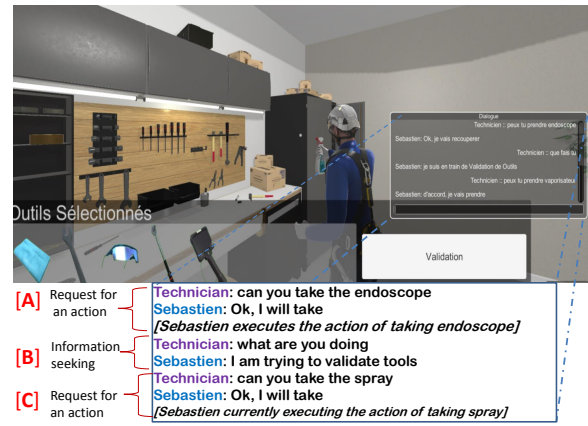 Dialogue
Technicien :: peux tu prendre endoscope
Sebastien: Ok, je vais recouperer
Technicien :: que fais tu
Sebastien: je suis en train de Validation de Outils
Technicien :: peux tu prendre vaporisateur
Sebastien: d'accord, je vais prendre
Outils Sélectionnés
Validation
[A] Request for an action
Technician: can you take the endoscope
Sebastien: Ok, I will take
[Sebastien executes the action of taking endoscope]
[B] Information seeking
Technician: what are you doing
Sebastien: I am trying to validate tools
[C] Request for an action
Technician: can you take the spray
Sebastien: Ok, I will take
[Sebastien currently executing the action of taking spray]